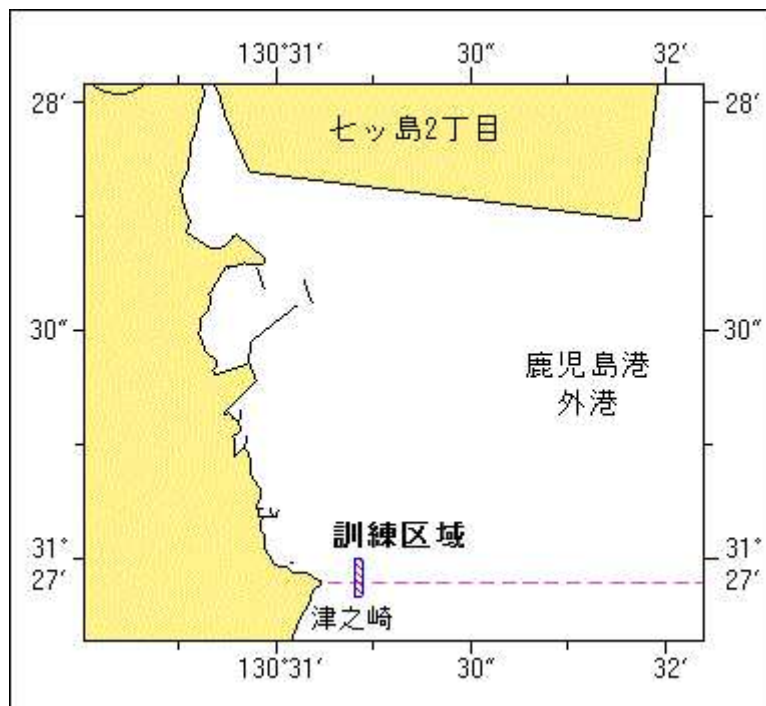 130°31′ 30″ 32′
28′ 28′
七ッ島2丁目
30″ 30″
鹿児島港
外港
訓練区域
31° 31°
27′ 27′
津之崎
130°31′ 30″ 32′